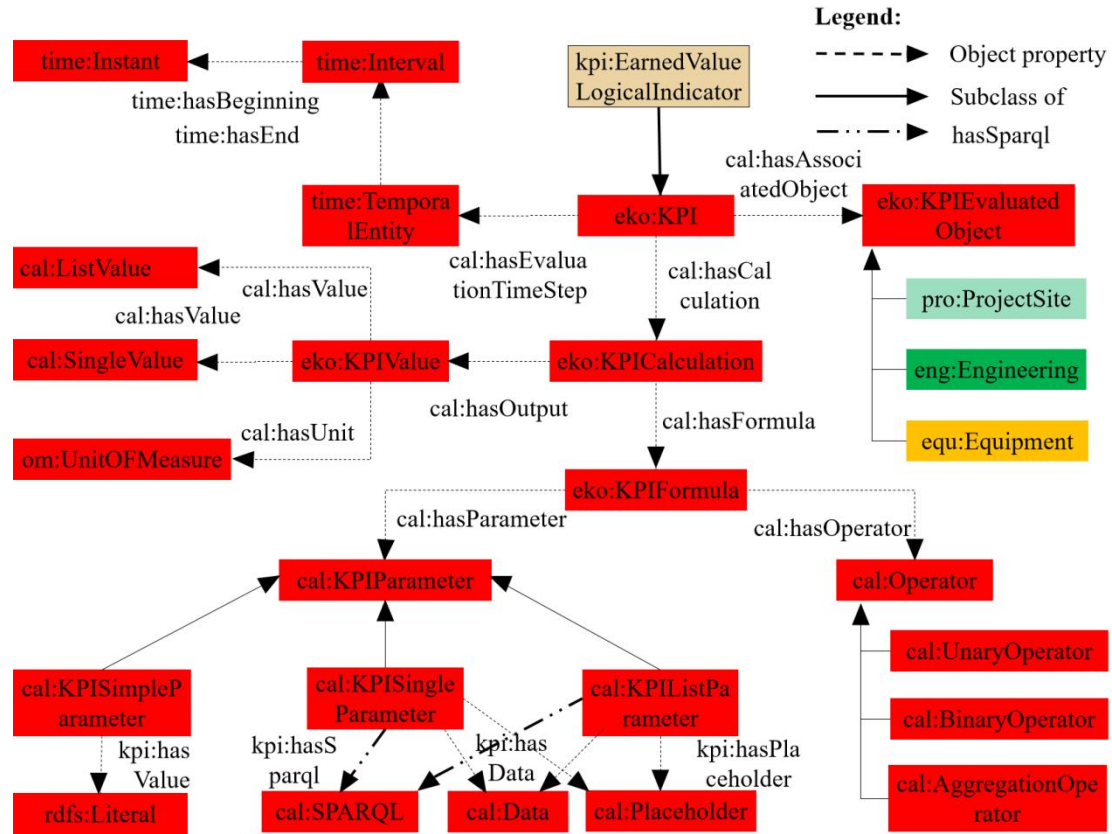 Legend:
Object property
Subclass of
hasSparql
time:Instant
time:Interval
kpi:EarnedValue
LogicalIndicator
time:hasBeginning
time:hasEnd
cal:hasAssoci
atedObject
time:Tempora
lEntity
eko:KPI
eko:KPIEvaluated
Object
cal:ListValue
cal:hasValue
cal:hasEvalua
tionTimeStep
cal:hasCal
culation
pro:ProjectSite
cal:hasValue
cal:SingleValue
eko:KPIValue
eko:KPICalculation
eng:Engineering
cal:hasOutput
cal:hasUnit
cal:hasFormula
equ:Equipment
om:UnitOFMeasure
eko:KPIFormula
cal:hasParameter
cal:hasOperator
cal:KPIParameter
cal:Operator
cal:UnaryOperator
cal:KPISimpleP
arameter
cal:KPISingle
Parameter
cal:KPIListPa
rameter
cal:BinaryOperator
kpi:has
Value
kpi:hasS
parql
kpi:has
Data
kpi:hasPla
ceholder
cal:AggregationOpe
rator
rdfs:Literal
cal:SPARQL
cal:Data
cal:Placeholder